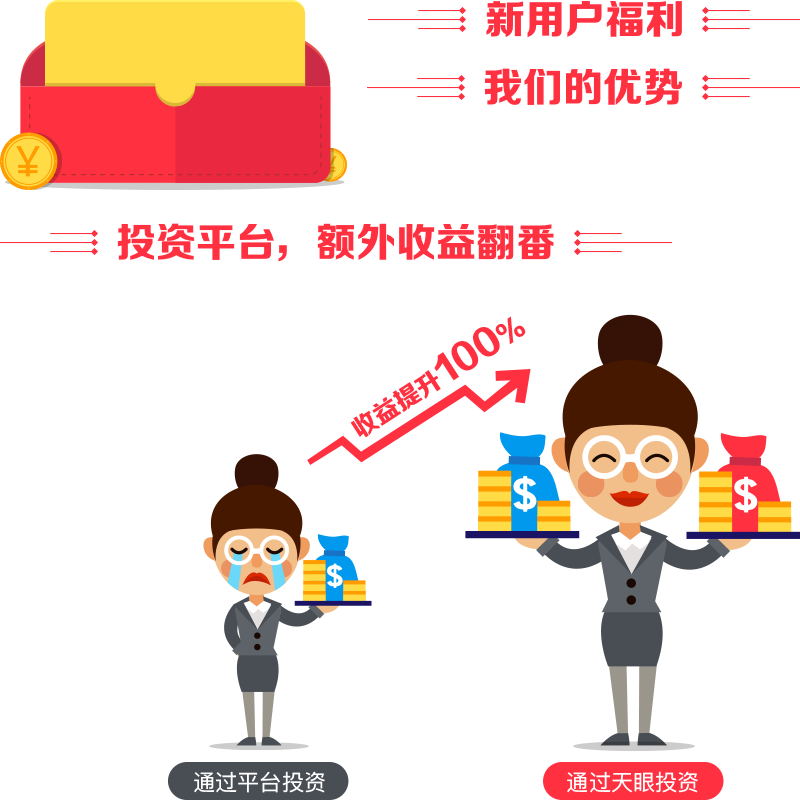 新用户福利
我们的优势
¥
¥
投资平台，额外收益翻番
收益提升100%
$
$
$
通过平台投资
通过天眼投资